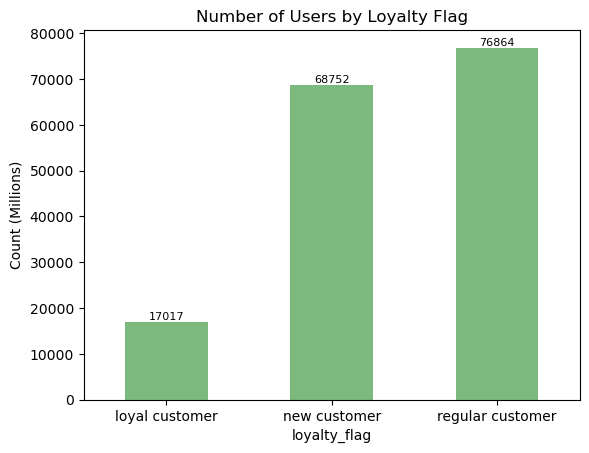 Number of Users by Loyalty Flag
Count (Millions)
80000
70000
60000
50000
40000
30000
20000
10000
0
17017
68752
76864
loyal customer
new customer
regular customer
loyalty_flag